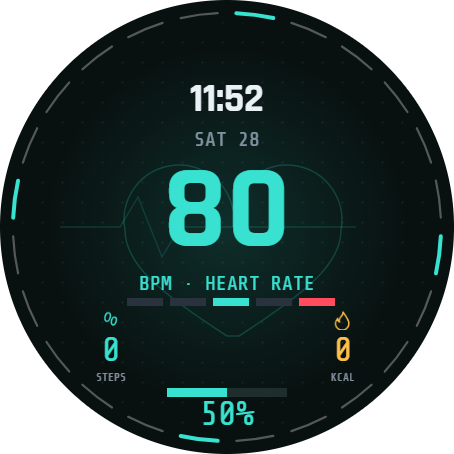 11:52
SAT 28
80
BPM · HEART RATE
0 0
STEPS KCAL
50%